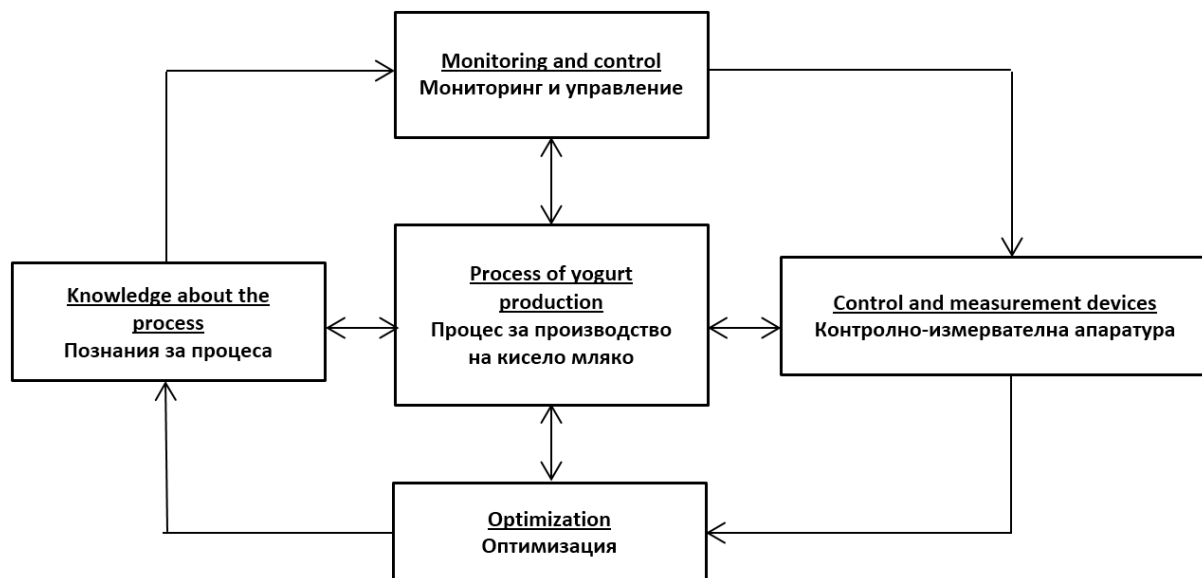 Monitoring and control
Мониторинг и управление
Knowledge about the
process
Познания за процеса
Process of yogurt
production
Процес за производство
на кисело мляко
Control and measurement devices
Контролно-измервателна апаратура
Optimization
Оптимизация